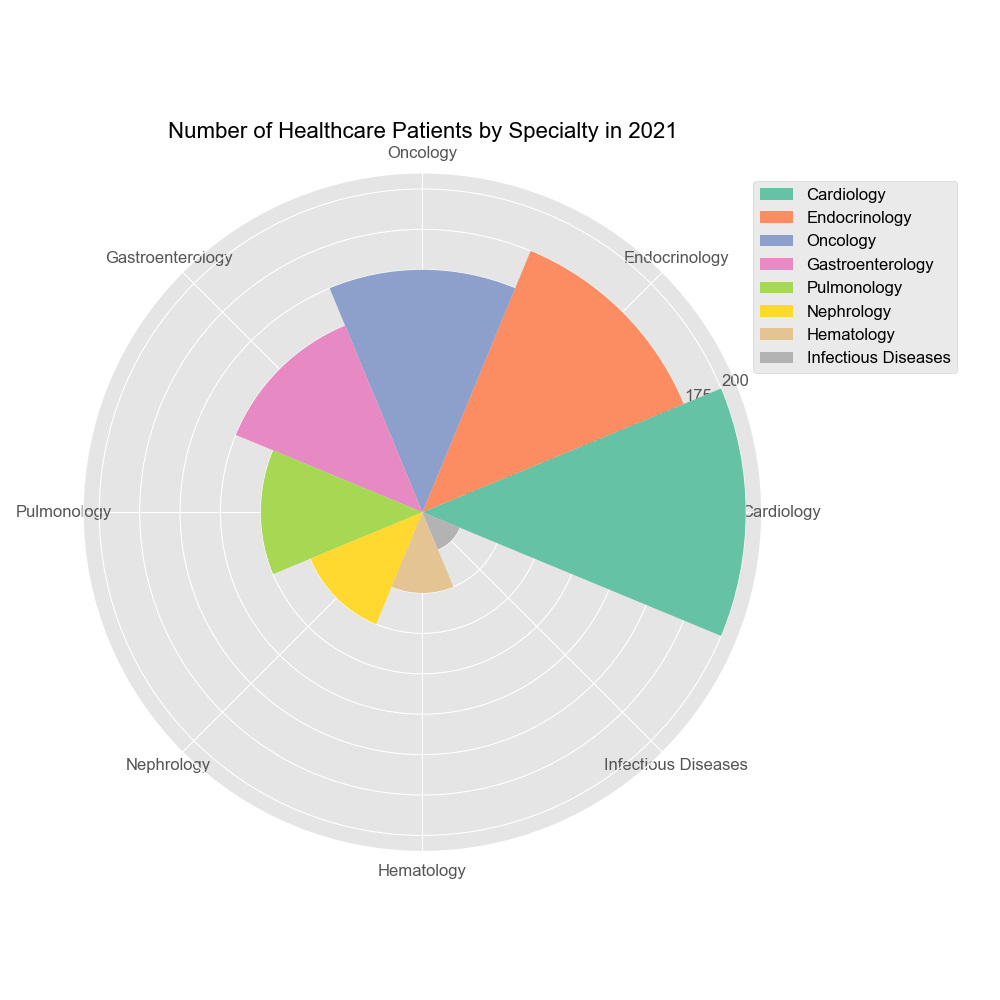 Number of Healthcare Patients by Specialty in 2021
Oncology
Gastroenterology
Endocrinology
Cardiology
Endocrinology
Oncology
Gastroenterology
Pulmonology
Nephrology
Hematology
Infectious Diseases
200
175
Pulmonology
Cardiology
Nephrology
Infectious Diseases
Hematology